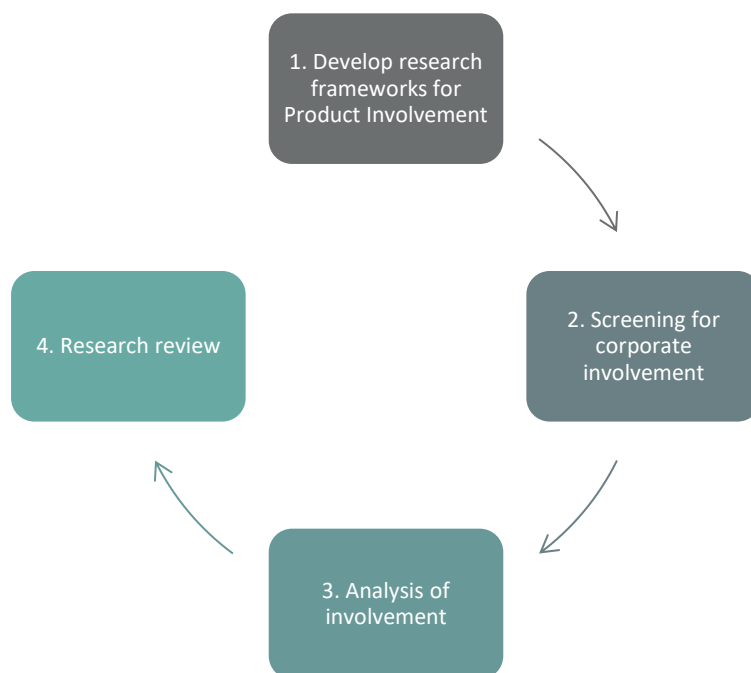 1. Develop research
frameworks for
Product Involvement
2. Screening for
corporate
involvement
3. Analysis of
involvement
4. Research review